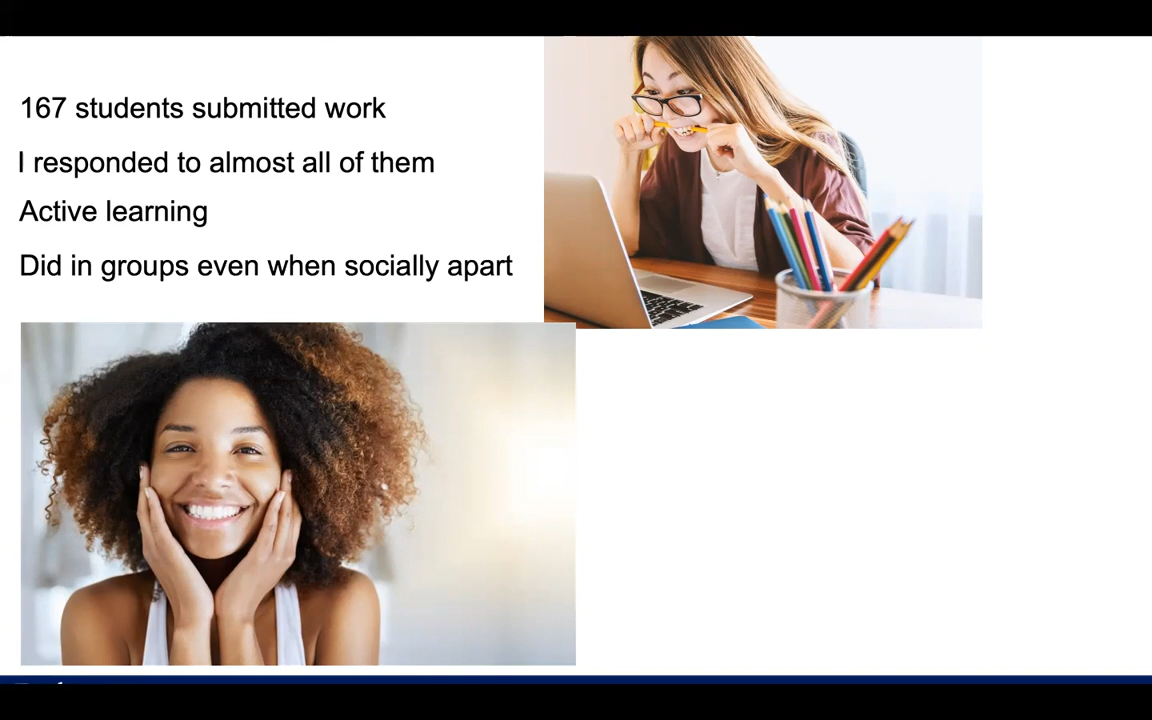 167 students submitted work
I responded to almost all of them
Active learning
Did in groups even when socially apart